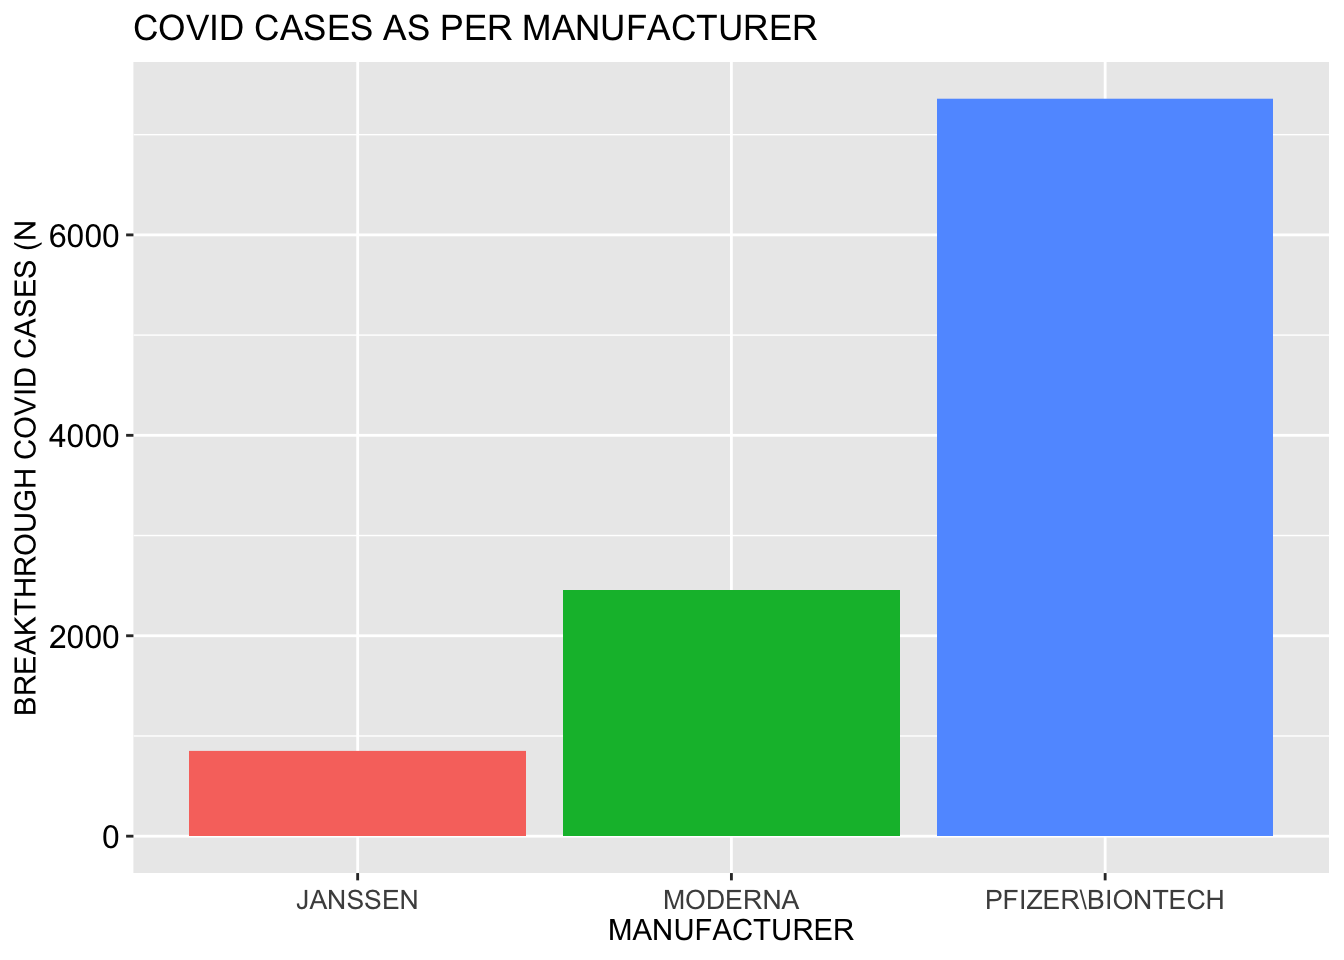 COVID CASES AS PER MANUFACTURER
BREAKTHROUGH COVID CASES (N
6000
4000
2000
0
JANSSEN
MODERNA
PFIZER\BIONTECH
MANUFACTURER